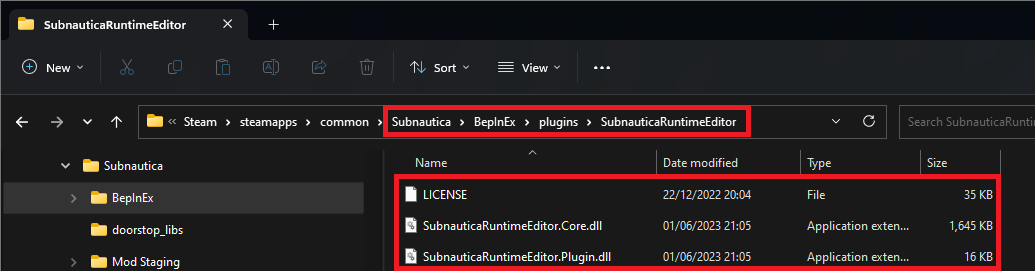 SubnauticaRuntimeEditor
New
Sort
View
Steam > steamapps > common > Subnautica > BepInEx > plugins > SubnauticaRuntimeEditor
Search SubnauticaRuntim
Subnautica
BepInEx
doorstop_libs
Mod Staging
Name Date modified Type Size
LICENSE 22/12/2022 20:04 File 35 KB
SubnauticaRuntimeEditor.Core.dll 01/06/2023 21:05 Application exten... 1,645 KB
SubnauticaRuntimeEditor.Plugin.dll 01/06/2023 21:05 Application exten... 16 KB